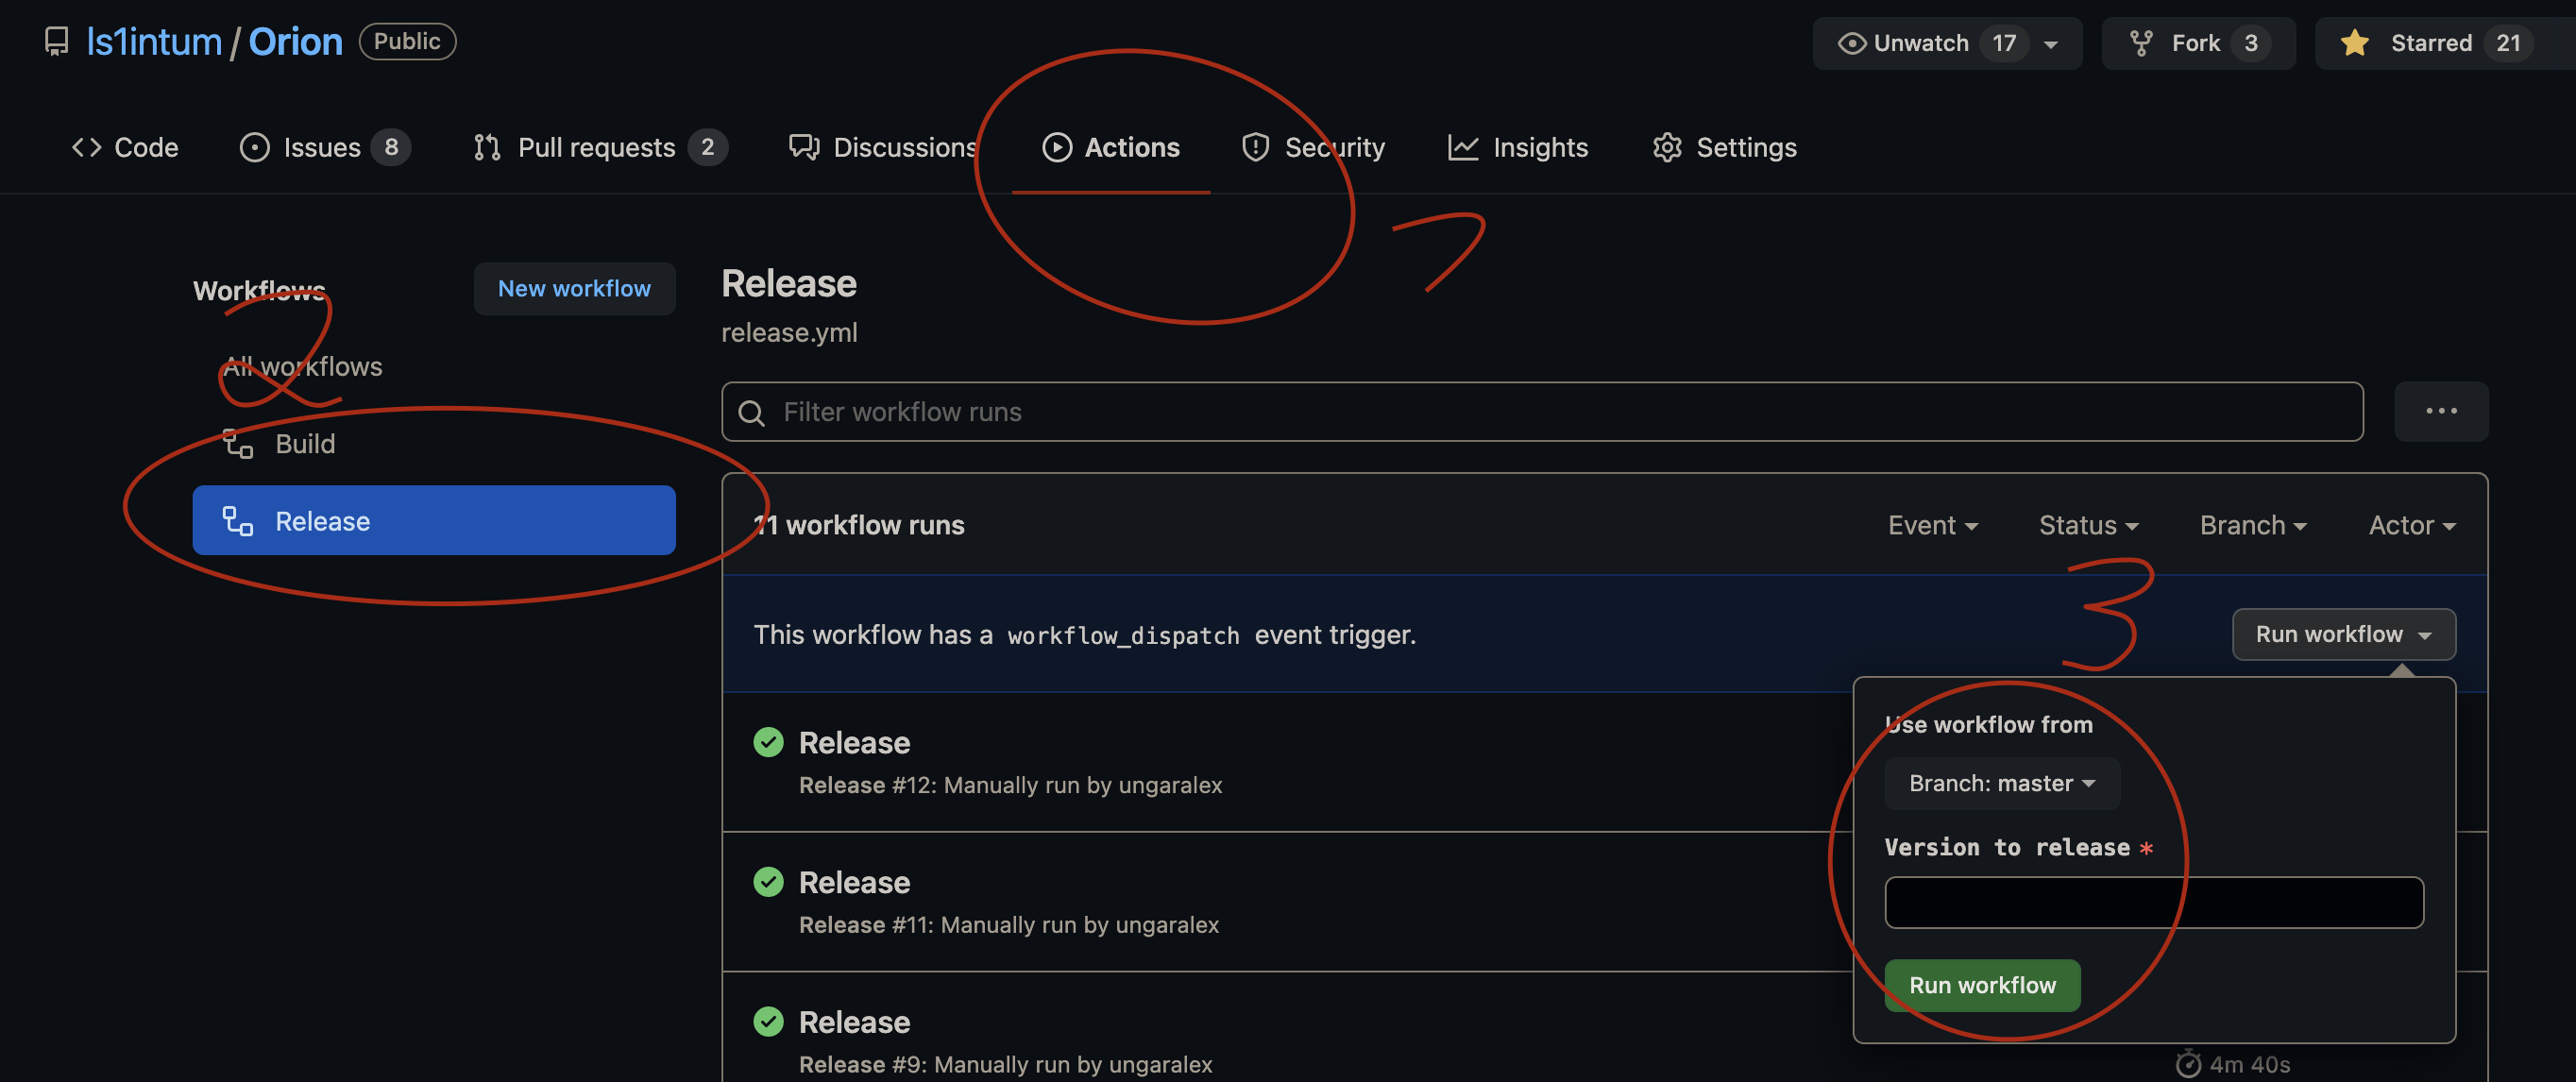 ls1intum / Orion Public
Unwatch 17 Fork 3 Starred 21
Code Issues 8 Pull requests 2 Discussions Actions Security Insights Settings
1
Workflows New workflow
2
All workflows
Build
Release
Release
release.yml
Filter workflow runs
...
11 workflow runs Event Status Branch Actor
3
This workflow has a workflow_dispatch event trigger. Run workflow
Use workflow from
Branch: master
Version to release *
Run workflow
Release
Release #12: Manually run by ungaralex
Release
Release #11: Manually run by ungaralex
Release
Release #9: Manually run by ungaralex 4m 40s